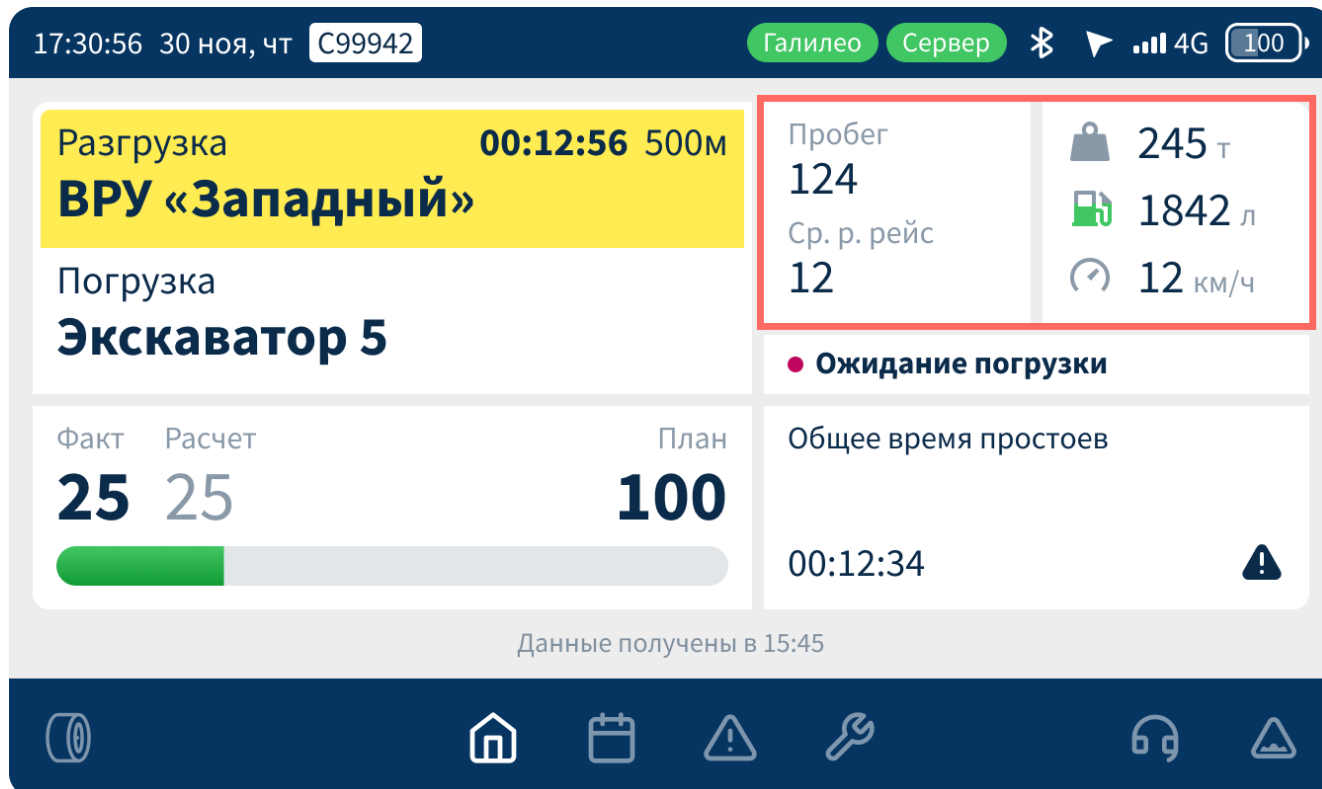 17:30:56 30 ноя, чт C99942 Галилео Сервер 4G 100
Разгрузка 00:12:56 500м
ВРУ «Западный»
Погрузка
Экскаватор 5
Пробег
124
Ср. р. рейс
12
245 т
1842 л
12 км/ч
Ожидание погрузки
Факт Расчет План
25 25 100
Общее время простоев
00:12:34
Данные получены в 15:45